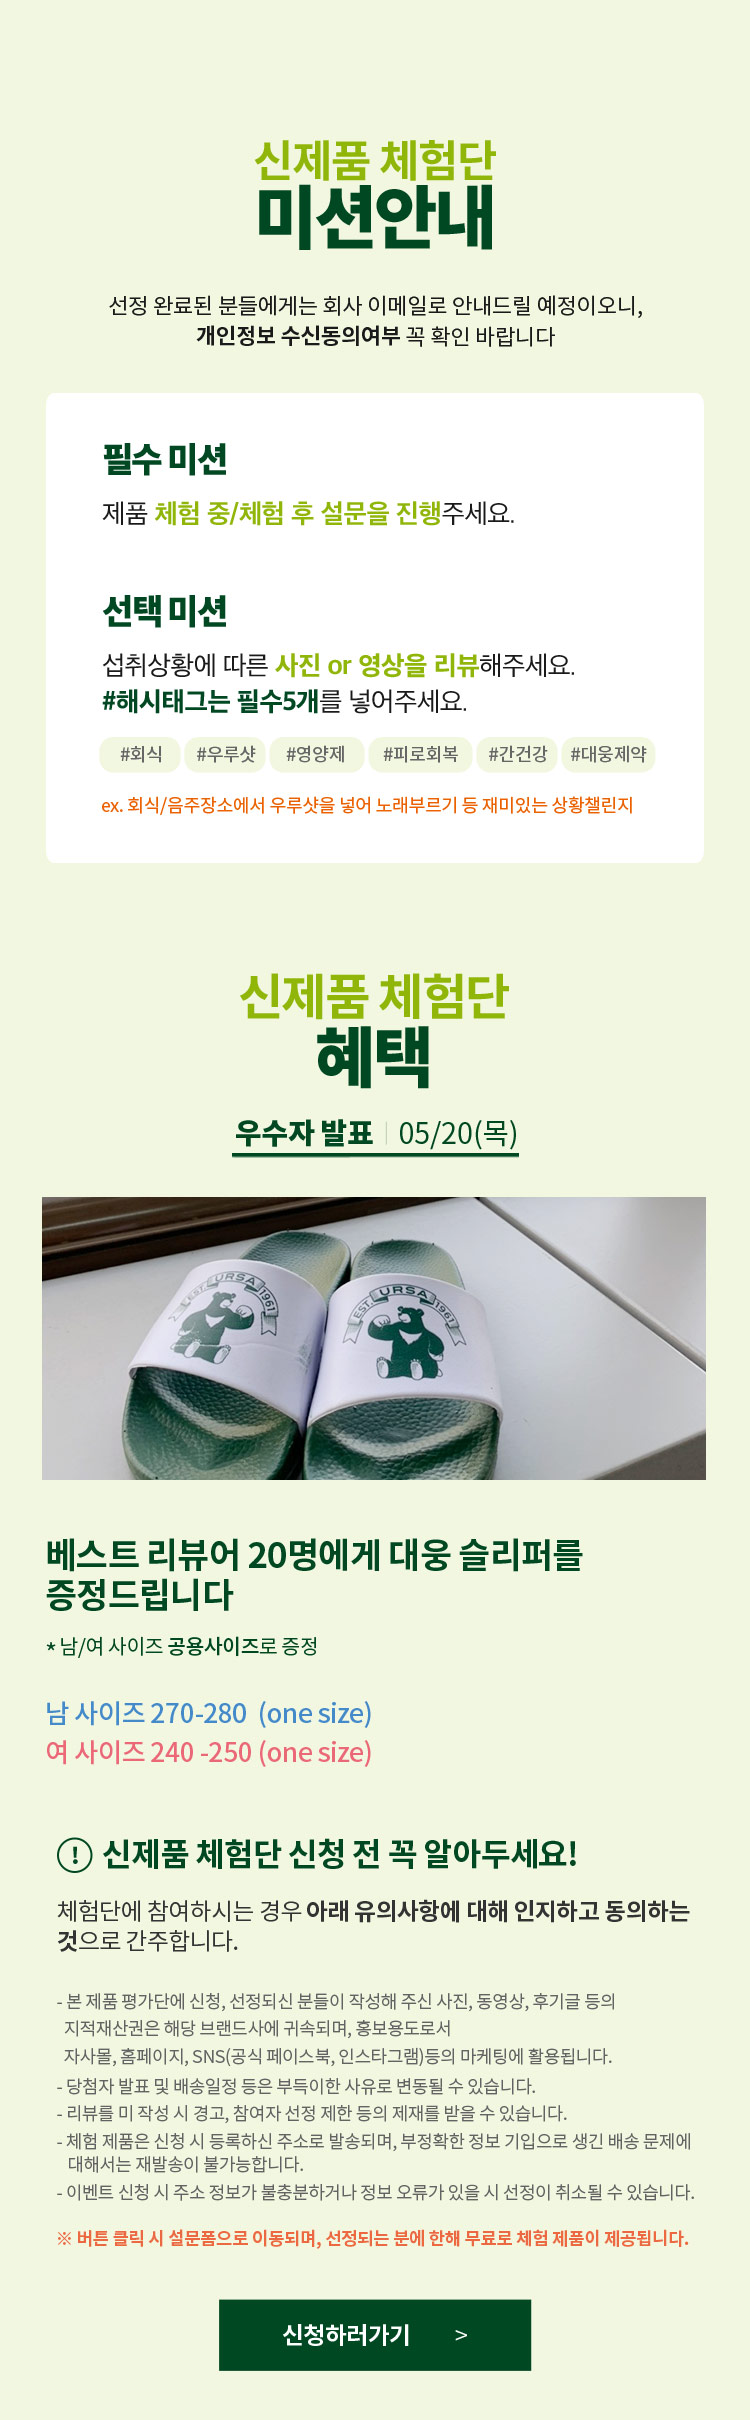 신제품 체험단
미션안내
선정 완료된 분들에게는 회사 이메일로 안내드릴 예정이오니,
개인정보 수신동의여부 꼭 확인 바랍니다
필수 미션
제품 체험 중/체험 후 설문을 진행주세요.
선택 미션
섭취상황에 따른 사진 or 영상을 리뷰해주세요.
#해시태그는 필수5개를 넣어주세요.
#회식 #우루샷 #영양제 #피로회복 #간건강 #대웅제약
ex. 회식/음주장소에서 우루샷을 넣어 노래부르기 등 재미있는 상황챌린지
신제품 체험단
혜택
우수자 발표 | 05/20(목)
EST. URSA 1961
EST. URSA 1961
베스트 리뷰어 20명에게 대웅 슬리퍼를
증정드립니다
* 남/여 사이즈 공용사이즈로 증정
남 사이즈 270-280 (one size)
여 사이즈 240 -250 (one size)
! 신제품 체험단 신청 전 꼭 알아두세요!
체험단에 참여하시는 경우 아래 유의사항에 대해 인지하고 동의하는
것으로 간주합니다.
- 본 제품 평가단에 신청, 선정되신 분들이 작성해 주신 사진, 동영상, 후기글 등의
지적재산권은 해당 브랜드사에 귀속되며, 홍보용도로서
자사몰, 홈페이지, SNS(공식 페이스북, 인스타그램)등의 마케팅에 활용됩니다.
- 당첨자 발표 및 배송일정 등은 부득이한 사유로 변동될 수 있습니다.
- 리뷰를 미 작성 시 경고, 참여자 선정 제한 등의 제재를 받을 수 있습니다.
- 체험 제품은 신청 시 등록하신 주소로 발송되며, 부정확한 정보 기입으로 생긴 배송 문제에
대해서는 재발송이 불가능합니다.
- 이벤트 신청 시 주소 정보가 불충분하거나 정보 오류가 있을 시 선정이 취소될 수 있습니다.
※ 버튼 클릭 시 설문폼으로 이동되며, 선정되는 분에 한해 무료로 체험 제품이 제공됩니다.
신청하러가기 >